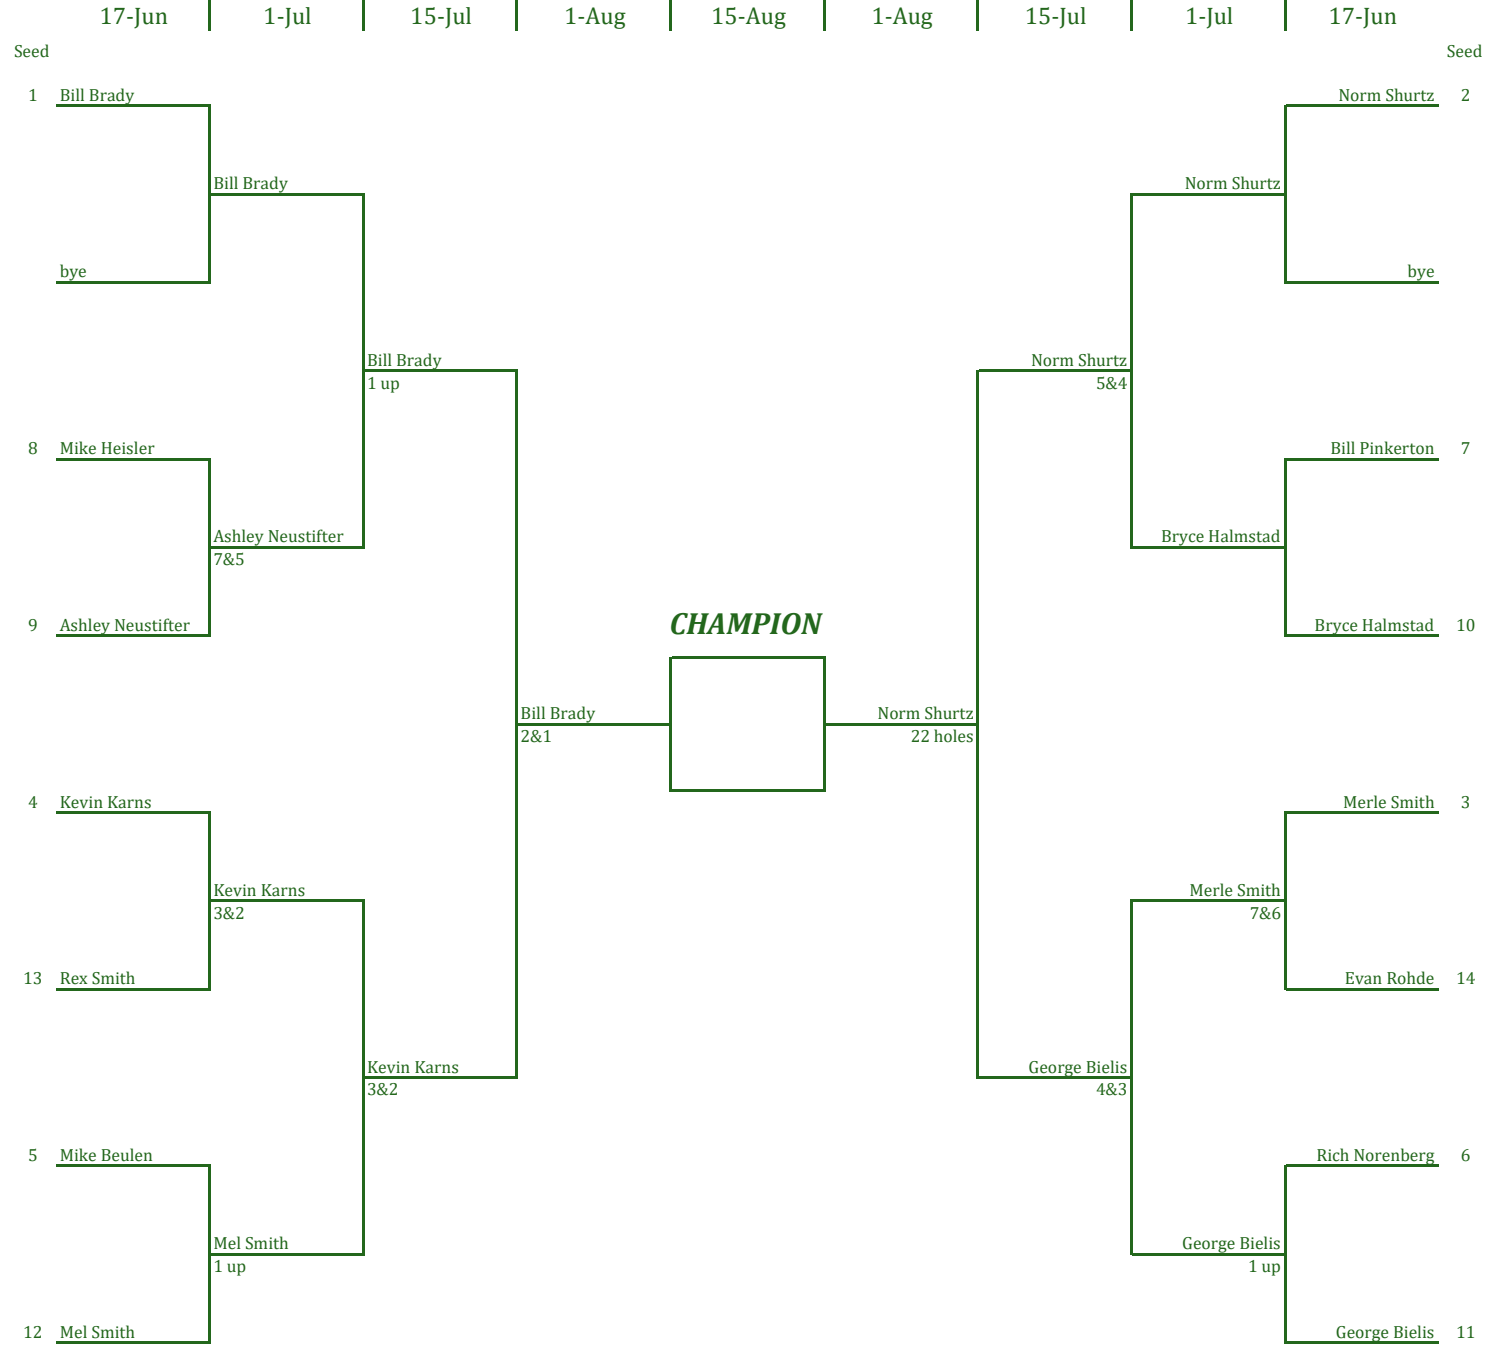 17-Jun 1-Jul 15-Jul 1-Aug 15-Aug 1-Aug 15-Jul 1-Jul 17-Jun
Seed Seed
1 Bill Brady Norm Shurtz 2
Bill Brady Norm Shurtz
bye bye
Bill Brady Norm Shurtz
1 up 5&4
8 Mike Heisler Bill Pinkerton 7
Ashley Neustifter Bryce Halmstad
7&5
9 Ashley Neustifter Bryce Halmstad 10
CHAMPION
Bill Brady Norm Shurtz
2&1 22 holes
4 Kevin Karns Merle Smith 3
Kevin Karns Merle Smith
3&2 7&6
13 Rex Smith Evan Rohde 14
Kevin Karns George Bielis
3&2 4&3
5 Mike Beulen Rich Norenberg 6
Mel Smith George Bielis
1 up 1 up
12 Mel Smith George Bielis 11